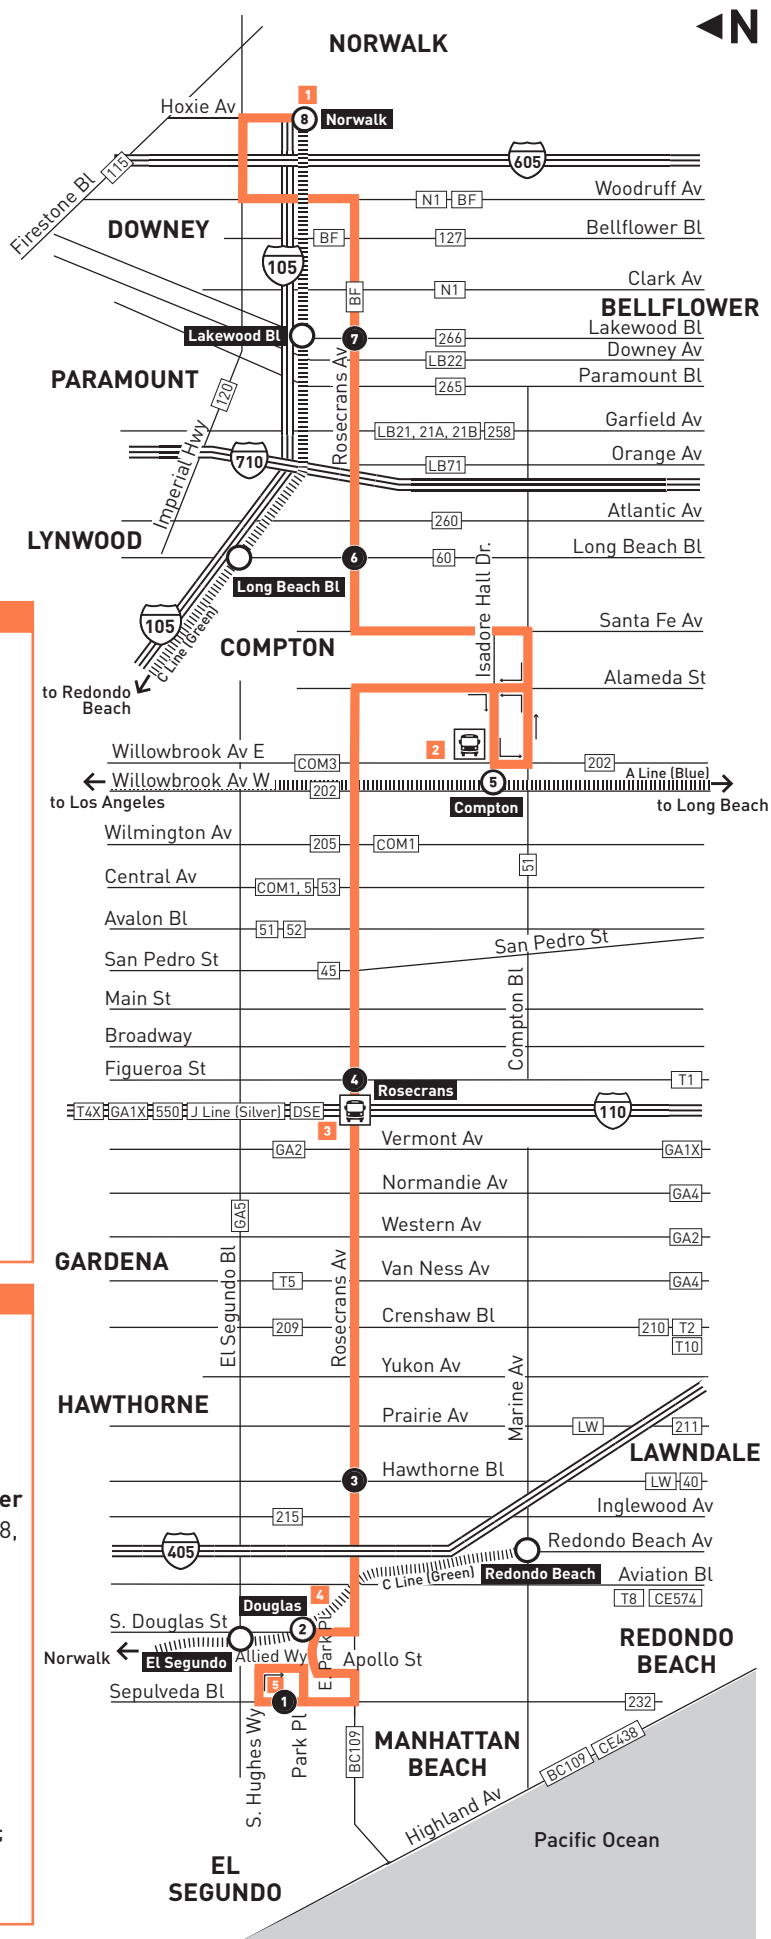 N
NORWALK
1
Hoxie Av
8
Norwalk
115
605
Firestone Bl
Woodruff Av
N1
BF
DOWNEY
Bellflower Bl
BF
127
105
Clark Av
BF
N1
BELLFLOWER
Lakewood Bl
Lakewood Bl
7
266
Downey Av
LB22
PARAMOUNT
Paramount Bl
265
120
Rosecrans Av
Garfield Av
LB21, 21A, 21B
258
Imperial Hwy
Orange Av
710
LB71
Atlantic Av
260
LYNWOOD
Long Beach Bl
6
60
Long Beach Bl
Isadore Hall Dr.
105
C Line (Green)
Santa Fe Av
COMPTON
Alameda St
to Redondo
Beach
Willowbrook Av E
2
COM3
202
Willowbrook Av W
A Line (Blue)
5
202
to Los Angeles
Compton
to Long Beach
Wilmington Av
205
COM1
51
Central Av
COM1, 5
53
Avalon Bl
51
52
San Pedro St
San Pedro St
45
Compton Bl
Main St
Broadway
Figueroa St
4
T1
Rosecrans
T4X
GA1X
550
J Line (Silver)
DSE
110
3
Vermont Av
GA2
GA1X
Normandie Av
GA4
GA5
Western Av
GA2
GARDENA
El Segundo Bl
Rosecrans Av
Van Ness Av
T5
GA4
Crenshaw Bl
209
210
T2
T10
Yukon Av
Marine Av
HAWTHORNE
Prairie Av
LW
211
LAWNDALE
Hawthorne Bl
3
LW
40
er
8,
Inglewood Av
215
Redondo Beach Av
405
C Line (Green)
Redondo Beach
Aviation Bl
T8
CE574
4
Douglas
S. Douglas St
2
E. Park Pl
REDONDO
BEACH
Norwalk
El Segundo
Allied Wy
Apollo St
5
Sepulveda Bl
1
232
S. Hughes Wy
Park Pl
BC109
MANHATTAN
BEACH
BC109
CE438
Highland Av
Pacific Ocean
EL
SEGUNDO